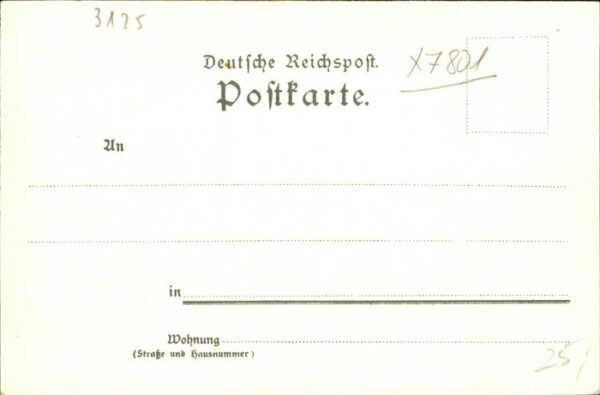 3125
Deutsche Reichspost.
X7801
Postkarte.
An
in
Wohnung
(Straße und Hausnummer)
25